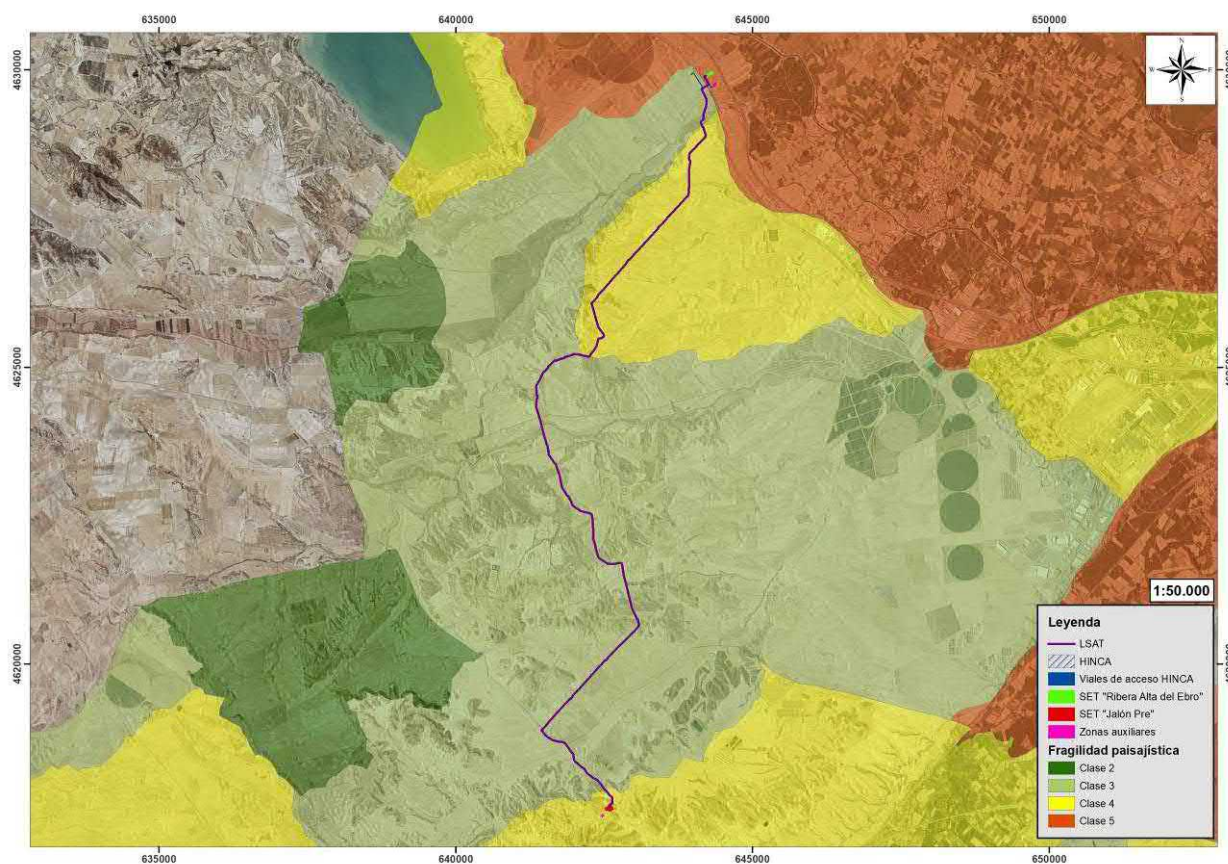 635000 640000 645000 650000
4630000
N
W E
S
4625000
4620000
1:50.000
Leyenda
LSAT
HINCA
Viales de acceso HINCA
SET "Ribera Alta del Ebro"
SET "Jalón Pre"
Zonas auxiliares
Fragilidad paisajística
Clase 2
Clase 3
Clase 4
Clase 5
635000 640000 645000 650000